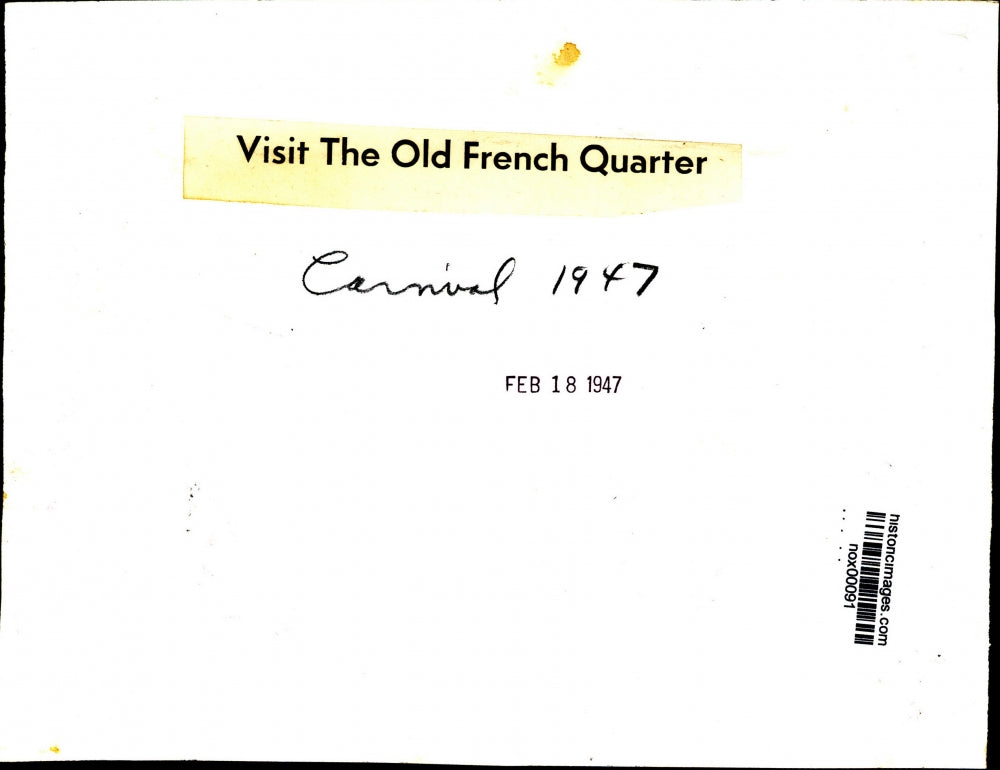 Visit The Old French Quarter
Carnival 1947
FEB 18 1947
historicimages.com
nox00091